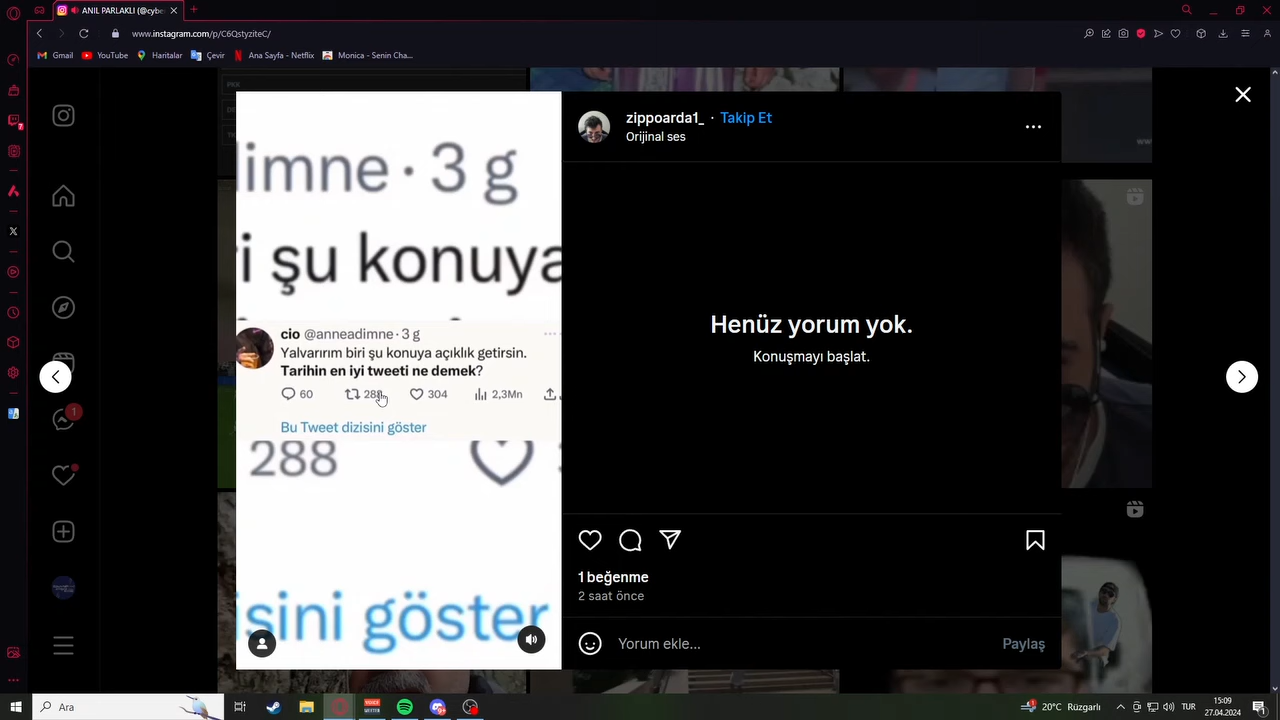 ANIL PARLAKLI (@cybe
www.instagram.com/p/C6QstyziteC/
Gmail
YouTube
Haritalar
Çevir
Ana Sayfa - Netflix
Monica - Senin Cha...
zippoarda1_ · Takip Et
Orijinal ses
dimne · 3 g
i şu konuya
cio @anneadimne · 3 g
Yalvarırım biri şu konuya açıklık getirsin.
Tarihin en iyi tweeti ne demek?
60 288 304 2,3Mn
Bu Tweet dizisini göster
288
isini göster
Henüz yorum yok.
Konuşmayı başlat.
1 beğenme
2 saat önce
Yorum ekle...
Paylaş
Ara
20°C Rüzgarlı
TUR
15:09
27.04.2024